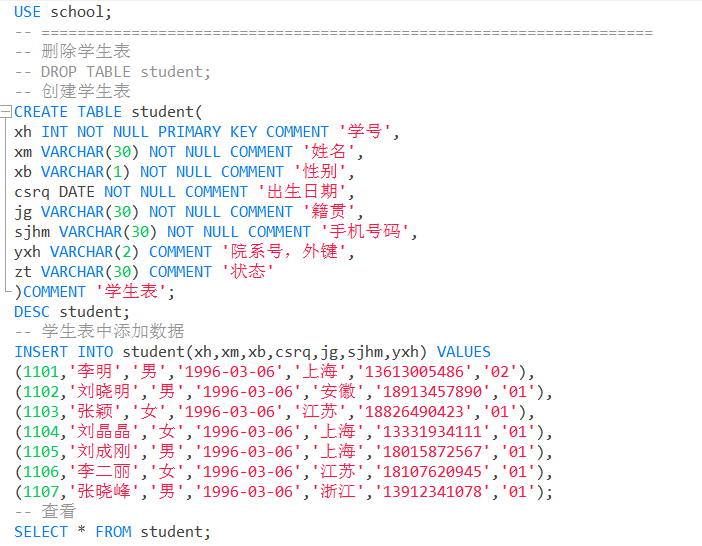 USE school;
-- ==================================================================
-- 删除学生表
-- DROP TABLE student;
-- 创建学生表
CREATE TABLE student(
xh INT NOT NULL PRIMARY KEY COMMENT '学号',
xm VARCHAR(30) NOT NULL COMMENT '姓名',
xb VARCHAR(1) NOT NULL COMMENT '性别',
csrq DATE NOT NULL COMMENT '出生日期',
jg VARCHAR(30) NOT NULL COMMENT '籍贯',
sjhm VARCHAR(30) NOT NULL COMMENT '手机号码',
yxh VARCHAR(2) COMMENT '院系号，外键',
zt VARCHAR(30) COMMENT '状态'
)COMMENT '学生表';
DESC student;
-- 学生表中添加数据
INSERT INTO student(xh,xm,xb,csrq,jg,sjhm,yxh) VALUES
(1101,'李明','男','1996-03-06','上海','13613005486','02'),
(1102,'刘晓明','男','1996-03-06','安徽','18913457890','01'),
(1103,'张颖','女','1996-03-06','江苏','18826490423','01'),
(1104,'刘晶晶','女','1996-03-06','上海','13331934111','01'),
(1105,'刘成刚','男','1996-03-06','上海','18015872567','01'),
(1106,'李二丽','女','1996-03-06','江苏','18107620945','01'),
(1107,'张晓峰','男','1996-03-06','浙江','13912341078','01');
-- 查看
SELECT * FROM student;